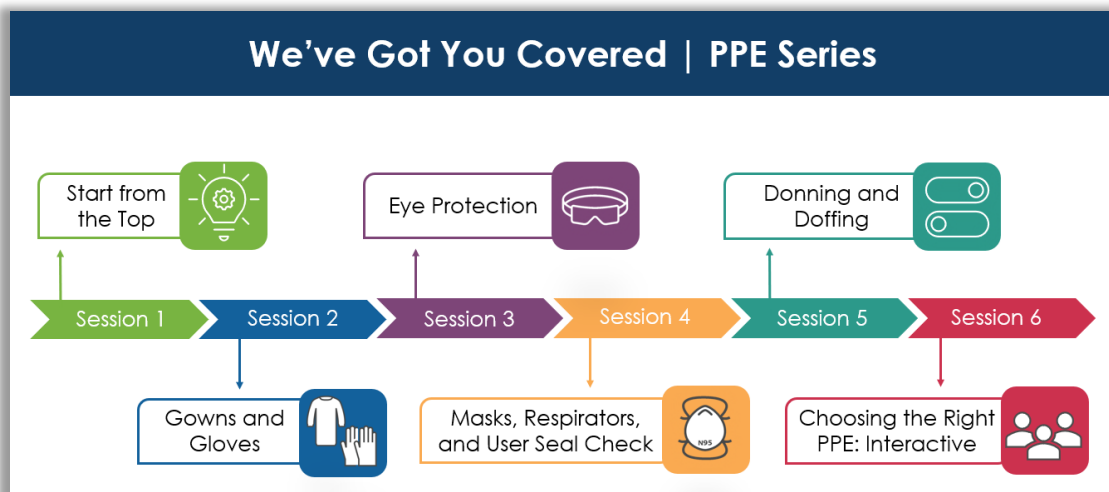 We've Got You Covered | PPE Series
Start from
the Top
Eye Protection
Donning and
Doffing
Session 1
Session 2
Session 3
Session 4
Session 5
Session 6
Gowns and
Gloves
Masks, Respirators,
and User Seal Check
N95
Choosing the Right
PPE: Interactive